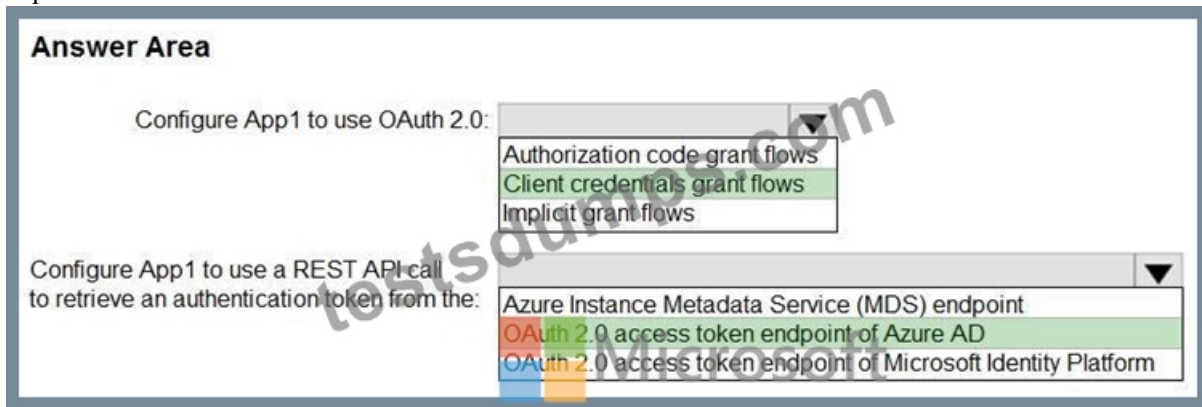 Answer Area
Configure App1 to use OAuth 2.0:
Authorization code grant flows
Client credentials grant flows
Implicit grant flows
Configure App1 to use a REST API call
to retrieve an authentication token from the:
Azure Instance Metadata Service (MDS) endpoint
OAuth 2.0 access token endpoint of Azure AD
OAuth 2.0 access token endpoint of Microsoft Identity Platform
testsdumps.com
Microsoft